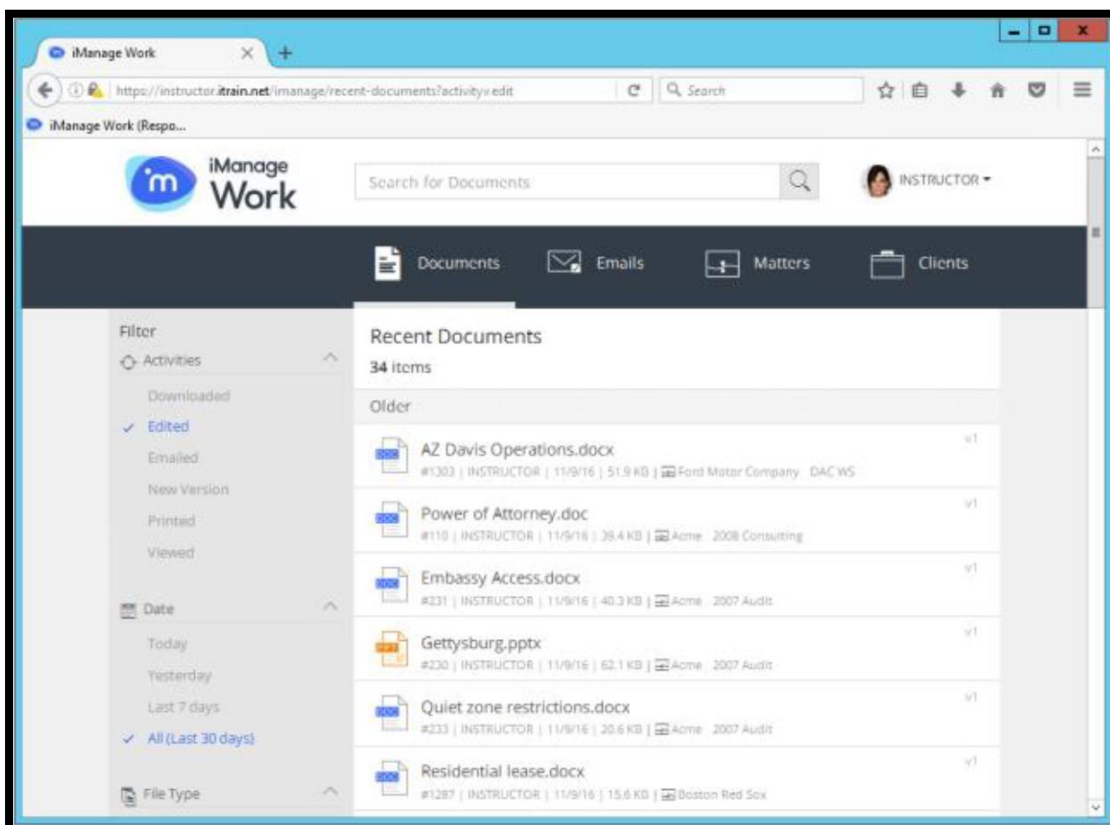 iManage Work
https://instructor.itrain.net/imanage/recent-documents?activity=edit
Search
iManage Work (Respo...
im
iManage
Work
Search for Documents
INSTRUCTOR
Documents
Emails
Matters
Clients
Filter
Activities
Downloaded
Edited
Emailed
New Version
Printed
Viewed
Date
Today
Yesterday
Last 7 days
All (Last 30 days)
File Type
Recent Documents
34 items
Older
DOC
AZ Davis Operations.docx
v1
#1303 | INSTRUCTOR | 11/9/16 | 51.9 KB | Ford Motor Company DAC WS
DOC
Power of Attorney.doc
v1
#110 | INSTRUCTOR | 11/9/16 | 39.4 KB | Acme 2008 Consulting
DOC
Embassy Access.docx
v1
#231 | INSTRUCTOR | 11/9/16 | 40.3 KB | Acme 2007 Audit
PPT
Gettysburg.pptx
v1
#230 | INSTRUCTOR | 11/9/16 | 62.1 KB | Acme 2007 Audit
DOC
Quiet zone restrictions.docx
v1
#233 | INSTRUCTOR | 11/9/16 | 20.6 KB | Acme 2007 Audit
DOC
Residential lease.docx
v1
#1287 | INSTRUCTOR | 11/9/16 | 15.6 KB | Boston Red Sox